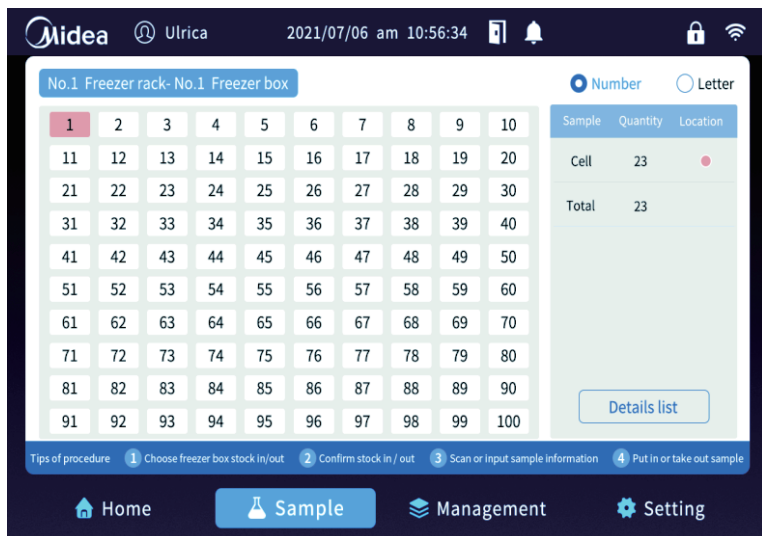 Midea Ulrica 2021/07/06 am 10:56:34
No.1 Freezer rack- No.1 Freezer box Number Letter
1 2 3 4 5 6 7 8 9 10
Sample Quantity Location
11 12 13 14 15 16 17 18 19 20
Cell 23
21 22 23 24 25 26 27 28 29 30
Total 23
31 32 33 34 35 36 37 38 39 40
41 42 43 44 45 46 47 48 49 50
51 52 53 54 55 56 57 58 59 60
61 62 63 64 65 66 67 68 69 70
71 72 73 74 75 76 77 78 79 80
81 82 83 84 85 86 87 88 89 90
Details list
91 92 93 94 95 96 97 98 99 100
Tips of procedure 1 Choose freezer box stock in/out 2 Confirm stock in / out 3 Scan or input sample information 4 Put in or take out sample
Home Sample Management Setting